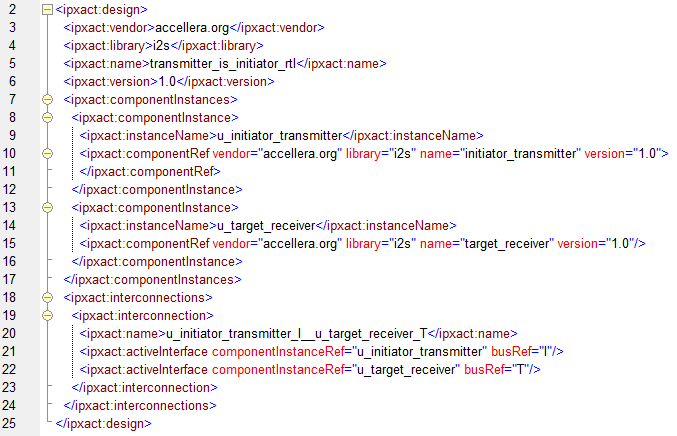 2 <ipxact:design>
3 <ipxact:vendor>accellera.org</ipxact:vendor>
4 <ipxact:library>i2s</ipxact:library>
5 <ipxact:name>transmitter_is_initiator_rtl</ipxact:name>
6 <ipxact:version>1.0</ipxact:version>
7 <ipxact:componentInstances>
8 <ipxact:componentInstance>
9 <ipxact:instanceName>u_initiator_transmitter</ipxact:instanceName>
10 <ipxact:componentRef vendor="accellera.org" library="i2s" name="initiator_transmitter" version="1.0">
11 </ipxact:componentRef>
12 </ipxact:componentInstance>
13 <ipxact:componentInstance>
14 <ipxact:instanceName>u_target_receiver</ipxact:instanceName>
15 <ipxact:componentRef vendor="accellera.org" library="i2s" name="target_receiver" version="1.0"/>
16 </ipxact:componentInstance>
17 </ipxact:componentInstances>
18 <ipxact:interconnections>
19 <ipxact:interconnection>
20 <ipxact:name>u_initiator_transmitter_I__u_target_receiver_T</ipxact:name>
21 <ipxact:activeInterface componentInstanceRef="u_initiator_transmitter" busRef="I"/>
22 <ipxact:activeInterface componentInstanceRef="u_target_receiver" busRef="T"/>
23 </ipxact:interconnection>
24 </ipxact:interconnections>
25 </ipxact:design>